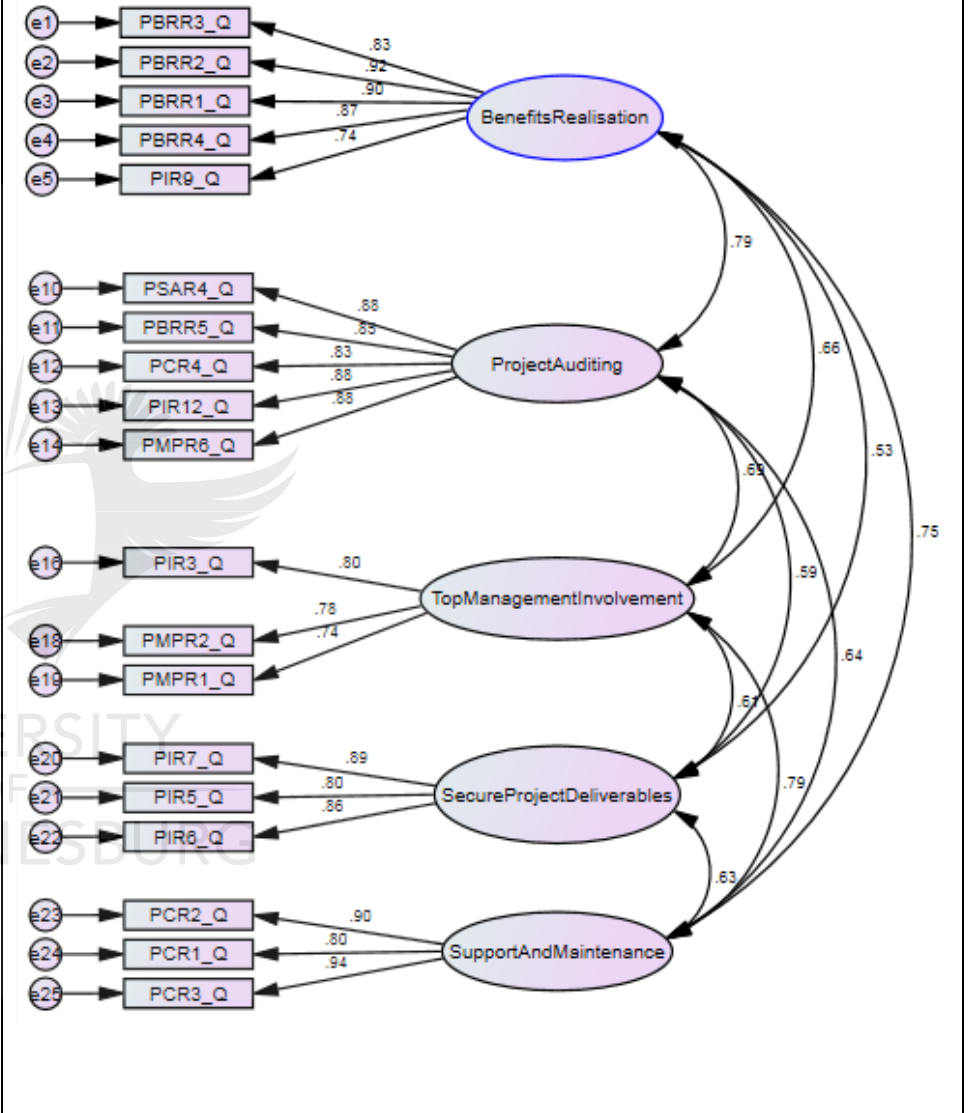 e1 PBRR3_Q .83
e2 PBRR2_Q .92
e3 PBRR1_Q .90
e4 PBRR4_Q .87
e5 PIR9_Q .74
BenefitsRealisation
.79
e10 PSAR4_Q .88
e11 PBRR5_Q .85
e12 PCR4_Q .83
e13 PIR12_Q .88
e14 PMPR6_Q .88
ProjectAuditing
.66
.53
.69
.75
e16 PIR3_Q .80
e18 PMPR2_Q .78
e19 PMPR1_Q .74
TopManagementInvolvement
.59
.64
.61
ERSITY
F
ESBURG
e20 PIR7_Q .89
e21 PIR5_Q .80
e22 PIR6_Q .86
SecureProjectDeliverables
.79
.63
e23 PCR2_Q .90
e24 PCR1_Q .80
e25 PCR3_Q .94
SupportAndMaintenance